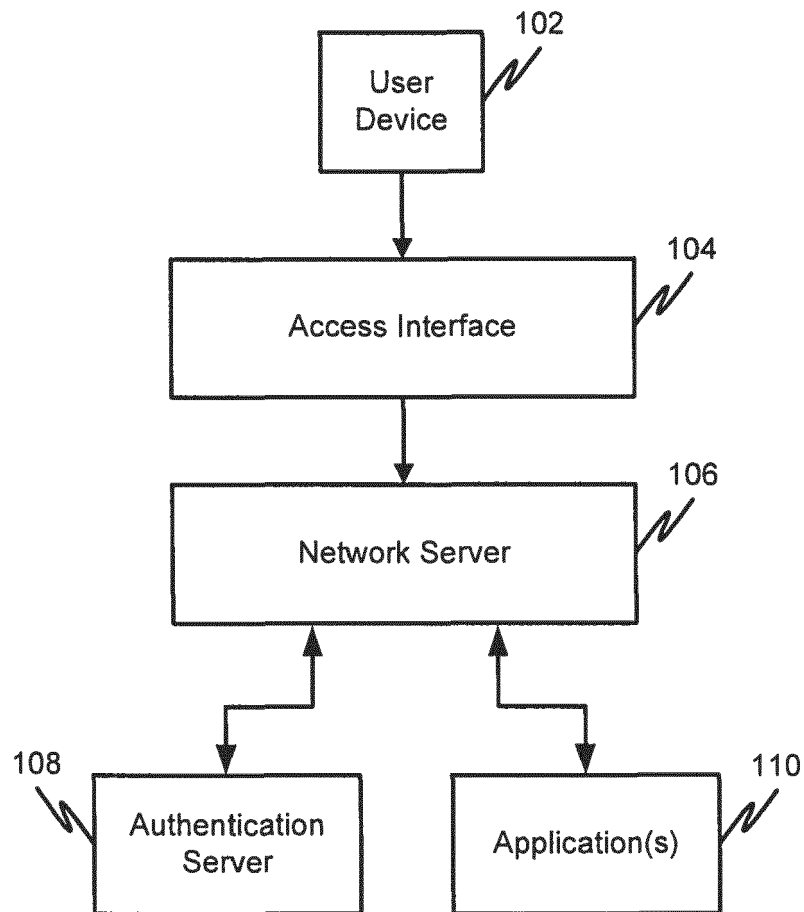 102
User
Device
104
Access Interface
106
Network Server
108
Authentication
Server
110
Application(s)